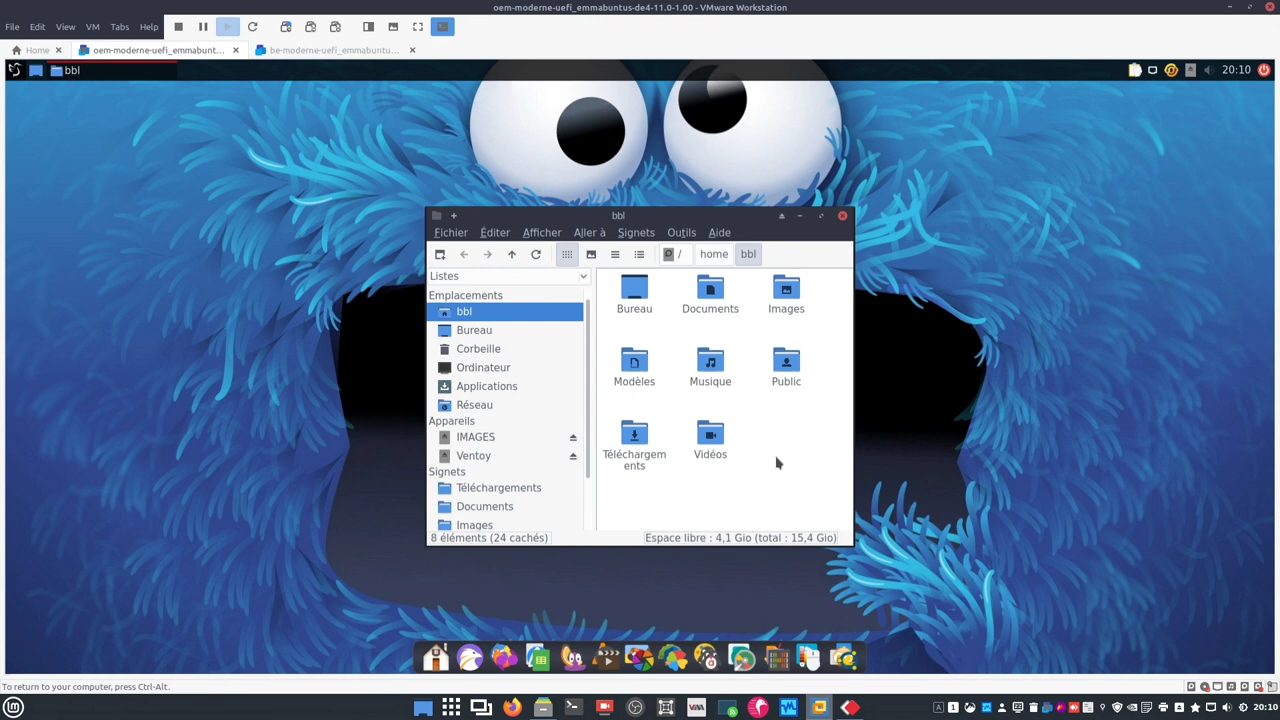 oem-moderne-uefi_emmabuntus-de4-11.0-1.00 - VMware Workstation
File Edit View VM Tabs Help
Home oem-moderne-uefi_emmabunt... be-moderne-uefi_emmabuntu...
bbl 20:10
bbl
Fichier Éditer Afficher Aller à Signets Outils Aide
/ home bbl
Listes
Emplacements
bbl
Bureau
Corbeille
Ordinateur
Applications
Réseau
Appareils
IMAGES
Ventoy
Signets
Téléchargements
Documents
Images
Bureau Documents Images
Modèles Musique Public
Téléchargem
ents
Vidéos
8 éléments (24 cachés) Espace libre : 4,1 Gio (total : 15,4 Gio)
To return to your computer, press Ctrl-Alt.
20:10